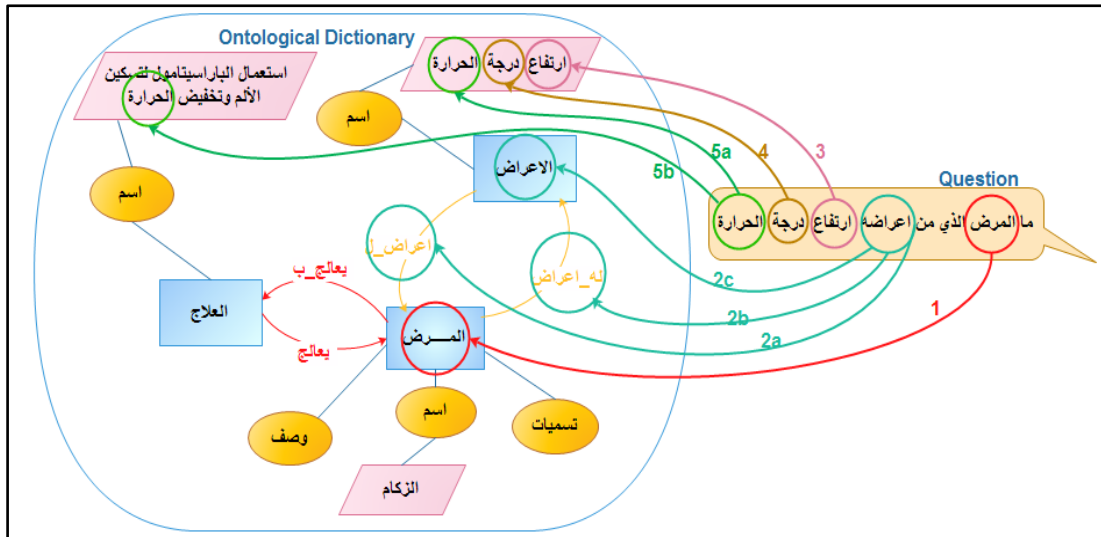 Ontological Dictionary
ارتفاع درجة الحرارة
استعمال الباراسيتامول لتسكين
الألم وتخفيض الحرارة
اسم
اسم
الاعراض
5a
4
3
5b
Question
ما المرض الذي من اعراضه ارتفاع درجة الحرارة
اعراض_ل
له_اعراض
2c
2b
2a
1
يعالج_ب
العلاج
يعالج
المـــرض
اسم
وصف
تسميات
الزكام